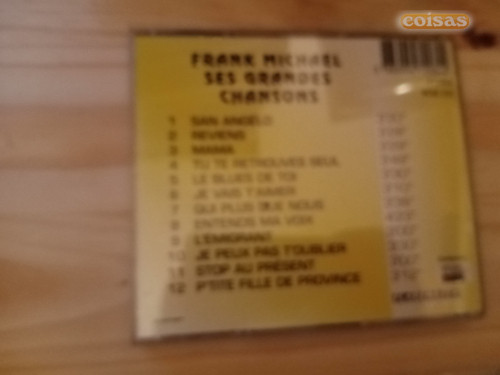 coisas
FRANK MICHAEL
SES GRANDES
CHANSONS
1 SAN ANGELO
2 REVIENS
3 MAMA
4 TU TE RETROUVES SEUL
5 LE BLUES DE TOI
6 JE VAIS T'AIMER
7 QUI PLUS QUE NOUS
8 ENTENDS MA VOIX
9 L'EMIGRANT
10 JE PEUX PAS T'OUBLIER
11 STOP AU PRÉSENT
12 P'TITE FILLE DE PROVINCE